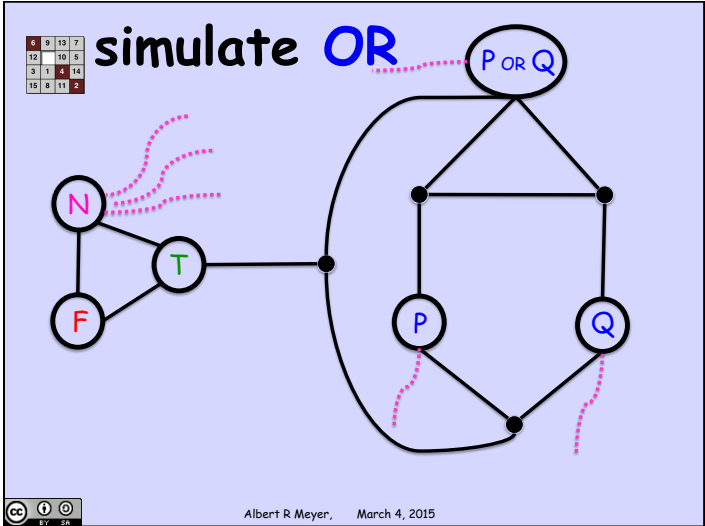 simulate OR
6 9 13 7
12 10 5
3 1 4 14
15 8 11 2
P OR Q
N
T
F
P
Q
cc BY SA
Albert R Meyer, March 4, 2015